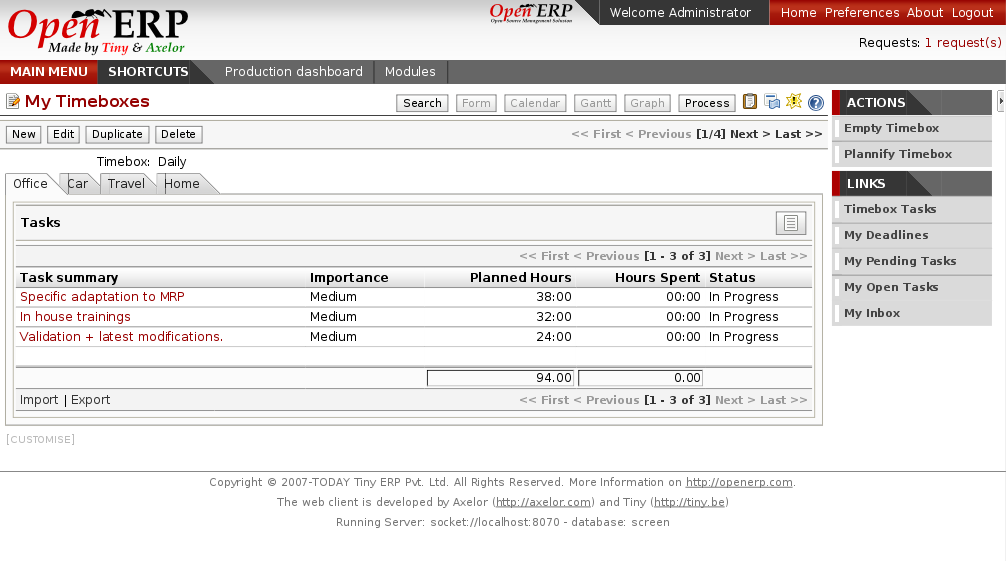 Open ERP
Made by Tiny & Axelor
Open ERP
Open Source Management Solution
Welcome Administrator
Home Preferences About Logout
Requests: 1 request(s)
MAIN MENU SHORTCUTS Production dashboard Modules
My Timeboxes
Search Form Calendar Gantt Graph Process
New Edit Duplicate Delete
<< First < Previous [1/4] Next > Last >>
Timebox: Daily
Office Car Travel Home
Tasks
<< First < Previous [1 - 3 of 3] Next > Last >>
Task summary Importance Planned Hours Hours Spent Status
Specific adaptation to MRP Medium 38:00 00:00 In Progress
In house trainings Medium 32:00 00:00 In Progress
Validation + latest modifications. Medium 24:00 00:00 In Progress
94.00 0.00
Import | Export << First < Previous [1 - 3 of 3] Next > Last >>
[CUSTOMISE]
ACTIONS
Empty Timebox
Plannify Timebox
LINKS
Timebox Tasks
My Deadlines
My Pending Tasks
My Open Tasks
My Inbox
Copyright © 2007-TODAY Tiny ERP Pvt. Ltd. All Rights Reserved. More Information on http://openerp.com.
The web client is developed by Axelor (http://axelor.com) and Tiny (http://tiny.be)
Running Server: socket://localhost:8070 - database: screen